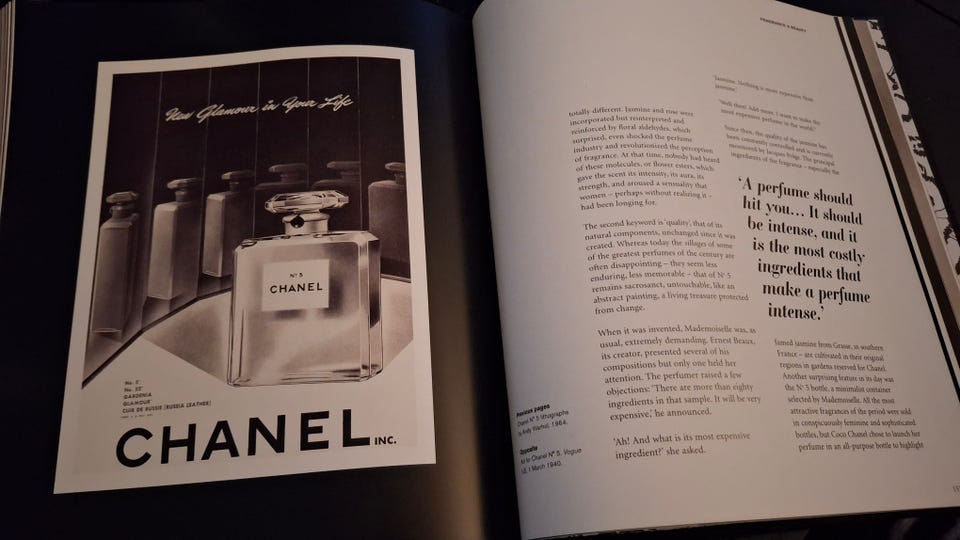 New Glamour in Your Life
N° 5
CHANEL
No. 5
No. 22
GARDENIA
GLAMOUR
CUIR DE RUSSIE (RUSSIA LEATHER)
CHANEL INC.
FRAGRANCE & BEAUTY
totally different. Jasmine and rose were
incorporated but reinterpreted and
reinforced by floral aldehydes, which
surprised, even shocked the perfume
industry and revolutionized the perception
of fragrance. At that time, nobody had heard
of these molecules, or flower esters, which
gave the scent its intensity, its aura, its
strength, and aroused a sensuality that
women – perhaps without realizing it –
had been longing for.
The second keyword is 'quality', that of its
natural components, unchanged since it was
created. Whereas today the sillages of some
of the greatest perfumes of the century are
often disappointing – they seem less
enduring, less memorable – that of N° 5
remains sacrosanct, untouchable, like an
abstract painting, a living treasure protected
from change.
When it was invented, Mademoiselle was, as
usual, extremely demanding. Ernest Beaux,
its creator, presented several of his
compositions but only one held her
attention. The perfumer raised a few
objections: 'There are more than eighty
ingredients in that sample. It will be very
expensive,' he announced.
'Ah! And what is its most expensive
ingredient?' she asked.
Previous pages
Chanel N° 5 lithographs
by Andy Warhol, 1964.
Opposite
Ad for Chanel N° 5, Vogue
US, 1 March 1940.
'Jasmine. Nothing is more expensive than
jasmine.'
'Well then! Add more, I want to make the
most expensive perfume in the world.'
Since then, the quality of the jasmine has
been constantly controlled and is currently
monitored by Jacques Polge. The principal
ingredients of the fragrance – especially the
'A perfume should
hit you... It should
be intense, and it
is the most costly
ingredients that
make a perfume
intense.'
famed jasmine from Grasse, in southern
France – are cultivated in their original
regions in gardens reserved for Chanel.
Another surprising feature in its day was
the N° 5 bottle, a minimalist container
selected by Mademoiselle. All the most
attractive fragrances of the period were sold
in conspicuously feminine and sophisticated
bottles, but Coco Chanel chose to launch her
perfume in an all-purpose bottle to highlight